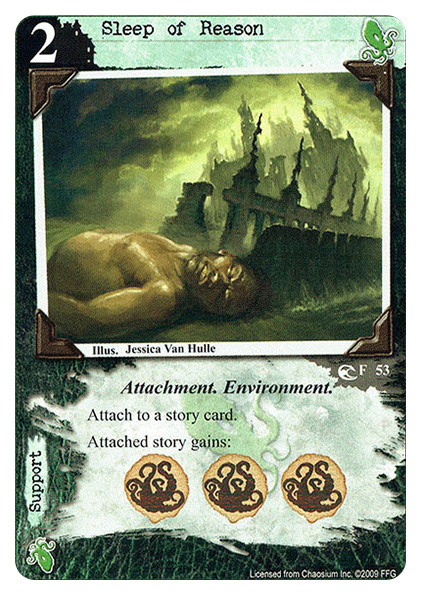 2
Sleep of Reason
Illus. Jessica Van Hulle
F 53
Attachment. Environment.
Attach to a story card.
Attached story gains:
Support
Licensed from Chaosium Inc. ©2009 FFG